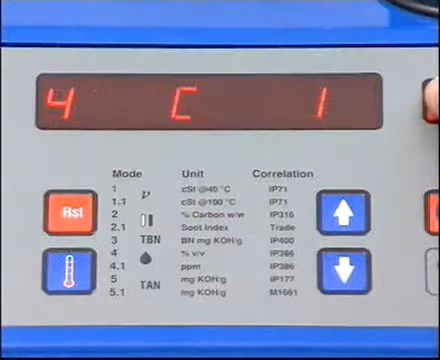 4 C 1
Mode Unit Correlation
1 ν cSt @40 °C IP71
1.1 cSt @100 °C IP71
2 % Carbon w/w IP316
2.1 Soot Index Trade
3 TBN BN mg KOH/g IP400
4 % v/v IP386
4.1 ppm IP386
5 TAN mg KOH/g IP177
5.1 mg KOH/g M1661
Rst